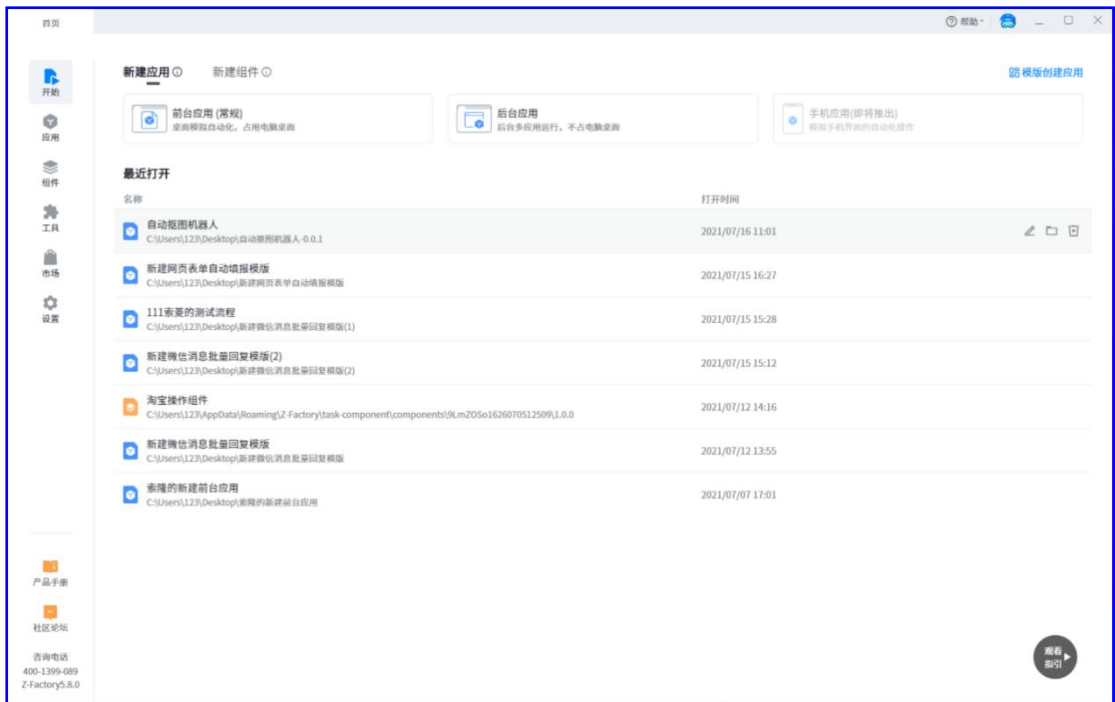 首页
帮助
开始
应用
组件
工具
市场
设置
产品手册
社区论坛
咨询电话
400-1399-089
Z-Factory5.8.0
新建应用
新建组件
模版创建应用
前台应用 (常规)
桌面模拟自动化，占用电脑桌面
后台应用
后台多应用运行，不占电脑桌面
手机应用(即将推出)
模拟手机界面的自动化操作
最近打开
名称 打开时间
自动抠图机器人
C:\Users\123\Desktop\自动抠图机器人-0.0.1
2021/07/16 11:01
新建网页表单自动填报模版
C:\Users\123\Desktop\新建网页表单自动填报模版
2021/07/15 16:27
111索菱的测试流程
C:\Users\123\Desktop\新建微信消息批量回复模版(1)
2021/07/15 15:28
新建微信消息批量回复模版(2)
C:\Users\123\Desktop\新建微信消息批量回复模版(2)
2021/07/15 15:12
淘宝操作组件
C:\Users\123\AppData\Roaming\Z-Factory\task-component\components\9LmZOSo1626070512509\1.0.0
2021/07/12 14:16
新建微信消息批量回复模版
C:\Users\123\Desktop\新建微信消息批量回复模版
2021/07/12 13:55
索隆的新建前台应用
C:\Users\123\Desktop\索隆的新建前台应用
2021/07/07 17:01
观看
指引